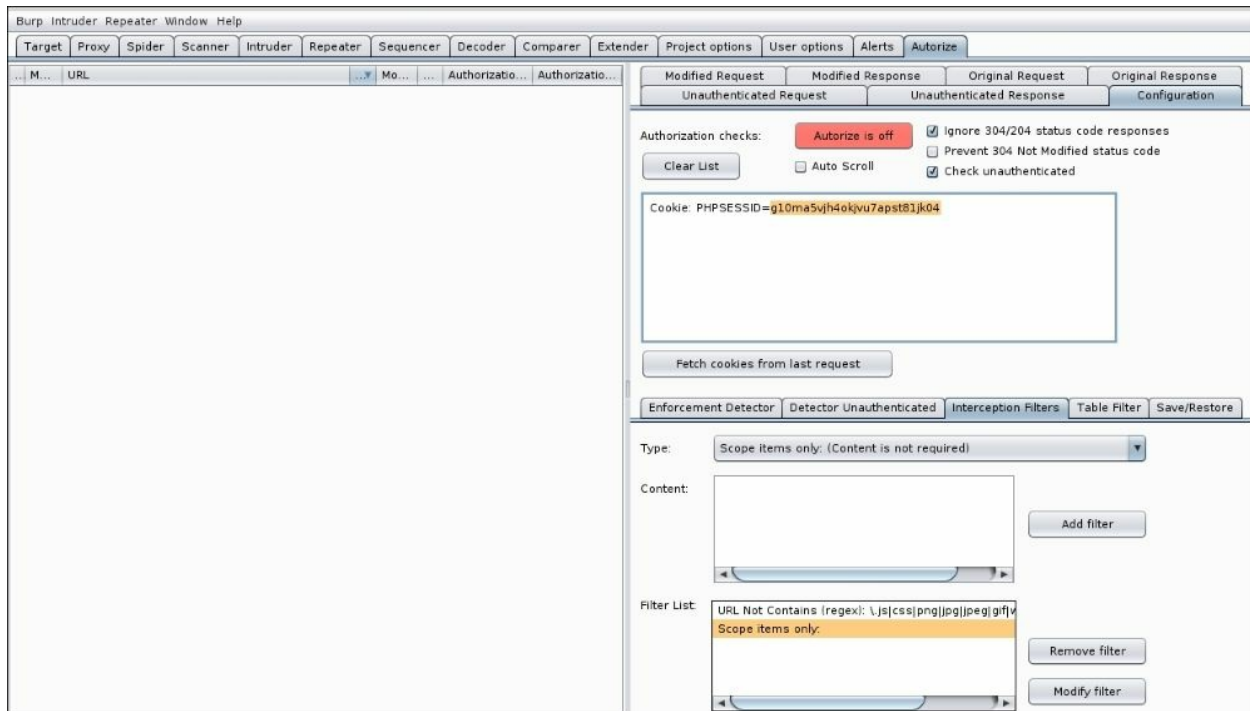 Burp Intruder Repeater Window Help
Target Proxy Spider Scanner Intruder Repeater Sequencer Decoder Comparer Extender Project options User options Alerts Autorize
... M... URL ... Mo... ... Authorizatio... Authorizatio...
Modified Request Modified Response Original Request Original Response
Unauthenticated Request Unauthenticated Response Configuration
Authorization checks: Autorize is off Ignore 304/204 status code responses
Prevent 304 Not Modified status code
Clear List Auto Scroll Check unauthenticated
Cookie: PHPSESSID=g10ma5vjh4okjvu7apst81jk04
Fetch cookies from last request
Enforcement Detector Detector Unauthenticated Interception Filters Table Filter Save/Restore
Type: Scope items only: (Content is not required)
Content:
Add filter
Filter List:
URL Not Contains (regex): \.js|css|png|jpg|jpeg|gif|
Scope items only:
Remove filter
Modify filter